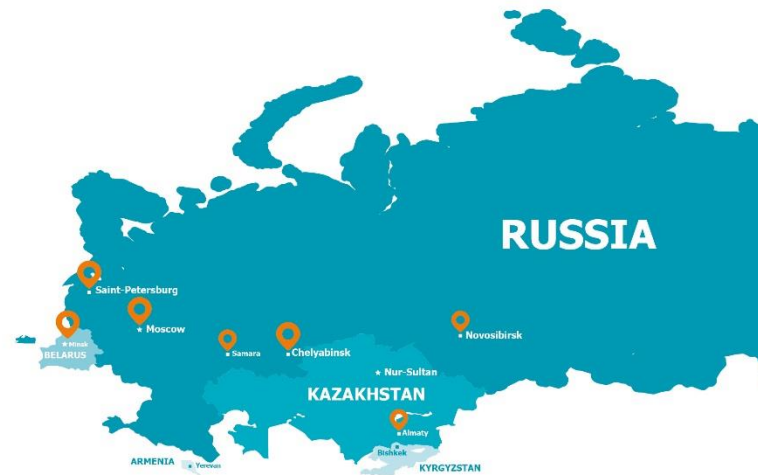 RUSSIA
Saint-Petersburg
Moscow
Novosibirsk
Minsk
BELARUS
Samara
Chelyabinsk
Nur-Sultan
KAZAKHSTAN
Almaty
Bishkek
ARMENIA
Yerevan
KYRGYZSTAN